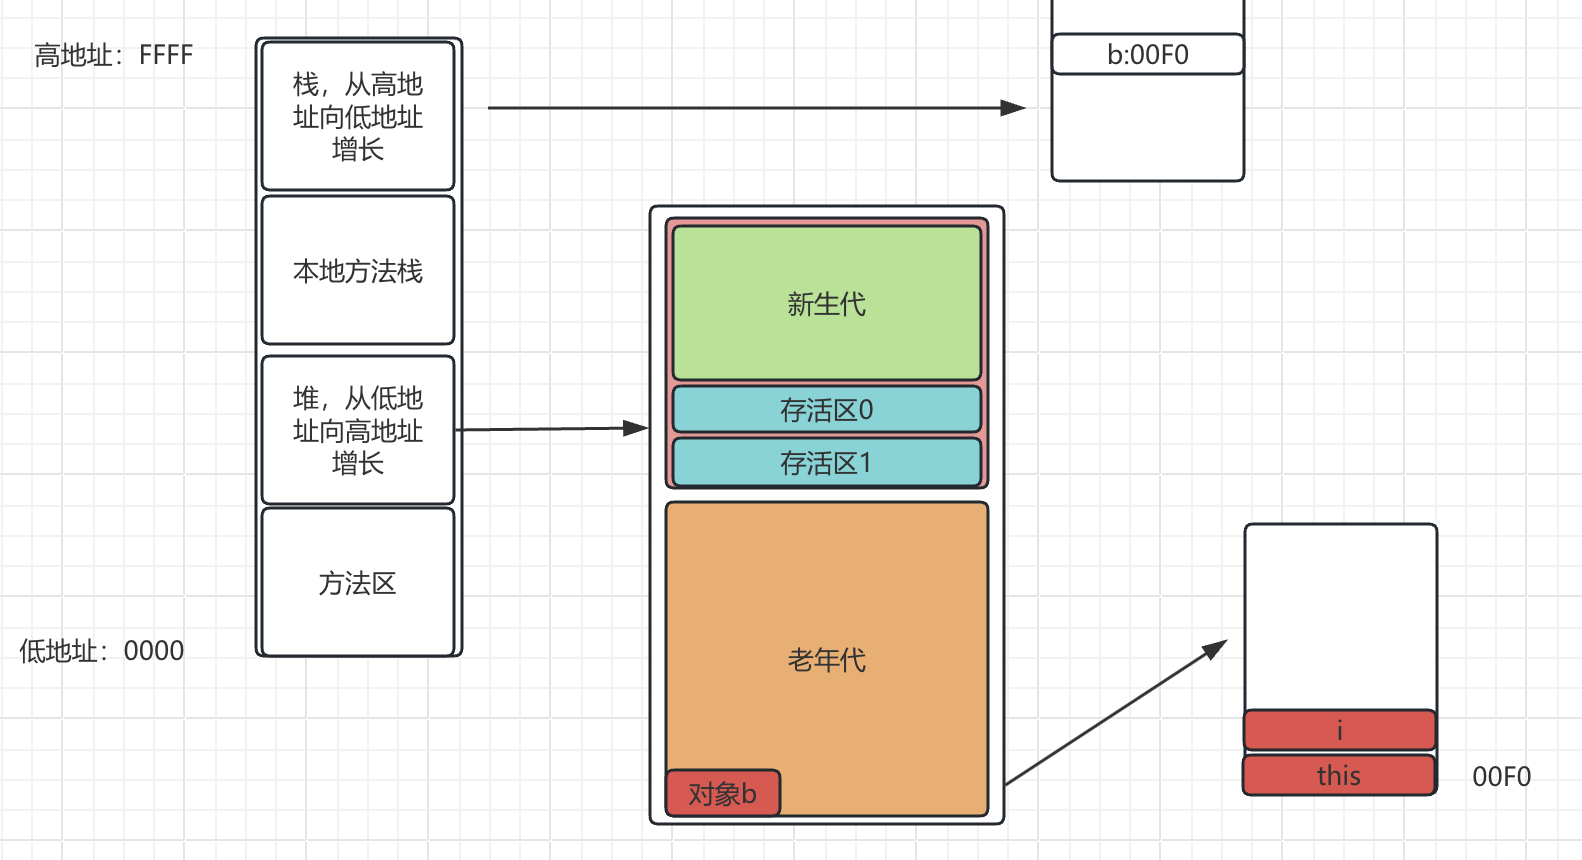 高地址：FFFF
栈，从高地
址向低地址
增长
本地方法栈
堆，从低地
址向高地址
增长
方法区
低地址：0000
b:00F0
新生代
存活区0
存活区1
老年代
对象b
i
this
00F0